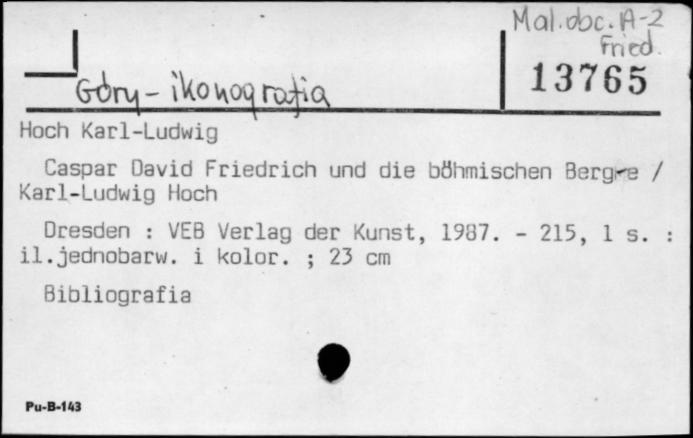 Mal.obc. A-2
Fried.
13765
Góry - ikonografia
Hoch Karl-Ludwig
Caspar David Friedrich und die böhmischen Berge /
Karl-Ludwig Hoch
Dresden : VEB Verlag der Kunst, 1987. - 215, 1 s. :
il.jednobarw. i kolor. ; 23 cm
Bibliografia
Pu-B-143